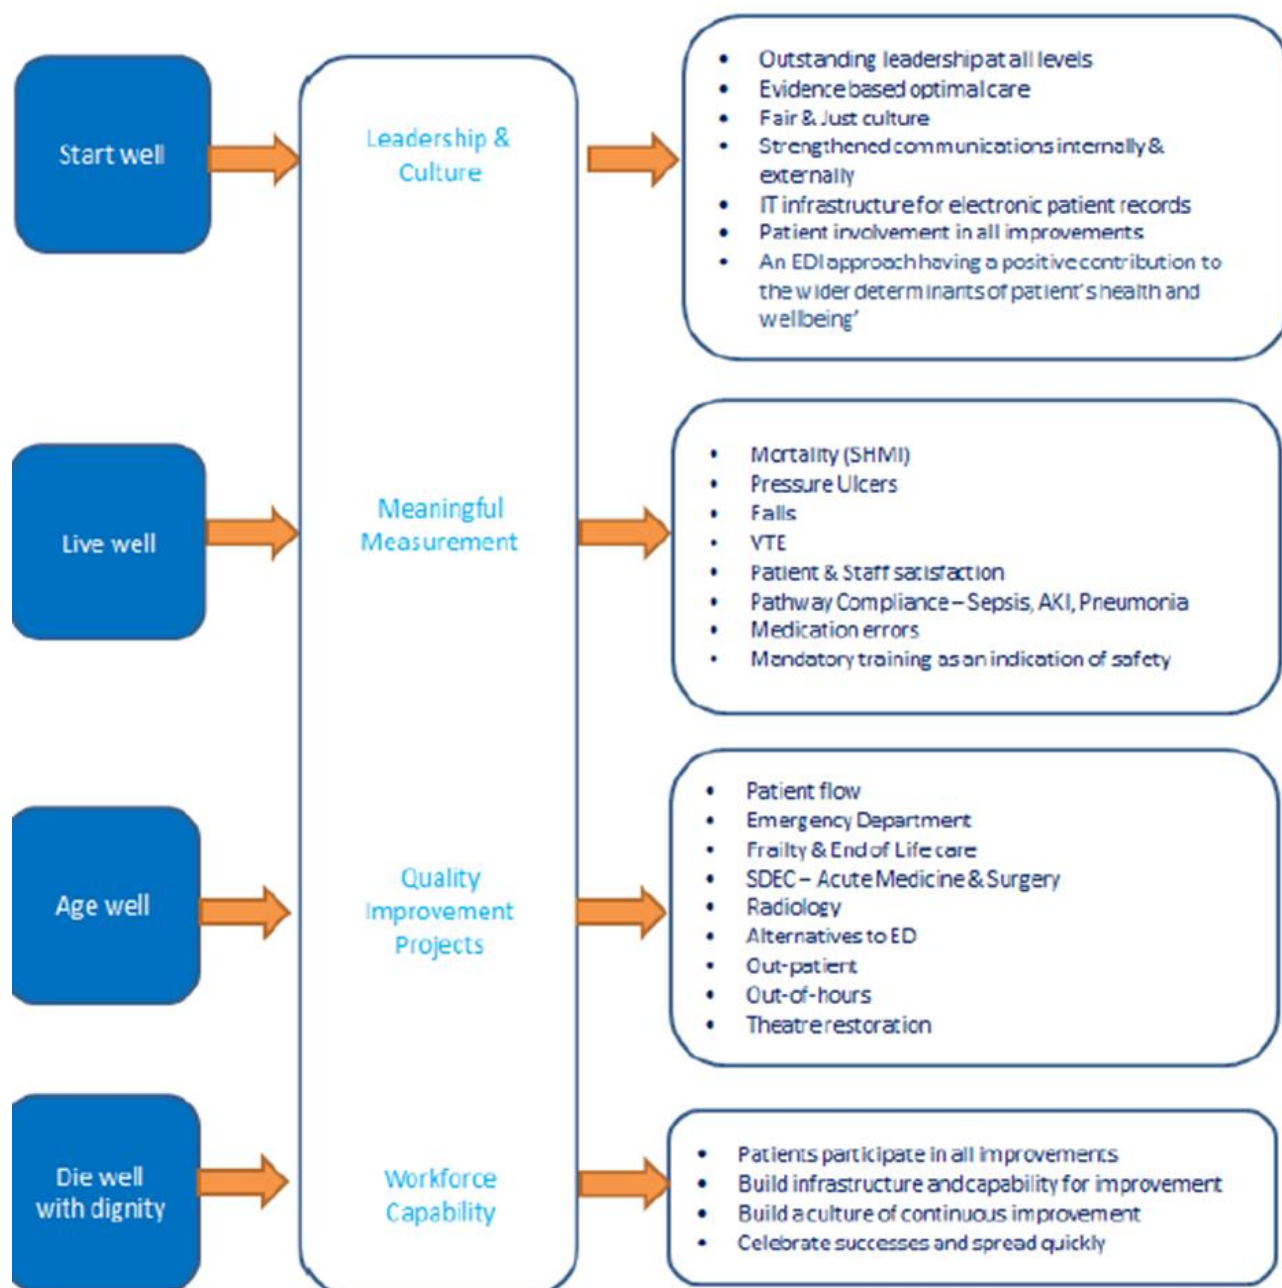 Start well
Leadership &
Culture
• Outstanding leadership at all levels
• Evidence based optimal care
• Fair & Just culture
• Strengthened communications internally &
externally
• IT infrastructure for electronic patient records
• Patient involvement in all improvements
• An EDI approach having a positive contribution to
the wider determinants of patient's health and
wellbeing'
Live well
Meaningful
Measurement
• Mortality (SHMI)
• Pressure Ulcers
• Falls
• VTE
• Patient & Staff satisfaction
• Pathway Compliance – Sepsis, AKI, Pneumonia
• Medication errors
• Mandatory training as an indication of safety
Age well
Quality
Improvement
Projects
• Patient flow
• Emergency Department
• Frailty & End of Life care
• SDEC – Acute Medicine & Surgery
• Radiology
• Alternatives to ED
• Out-patient
• Out-of-hours
• Theatre restoration
Die well
with dignity
Workforce
Capability
• Patients participate in all improvements
• Build infrastructure and capability for improvement
• Build a culture of continuous improvement
• Celebrate successes and spread quickly